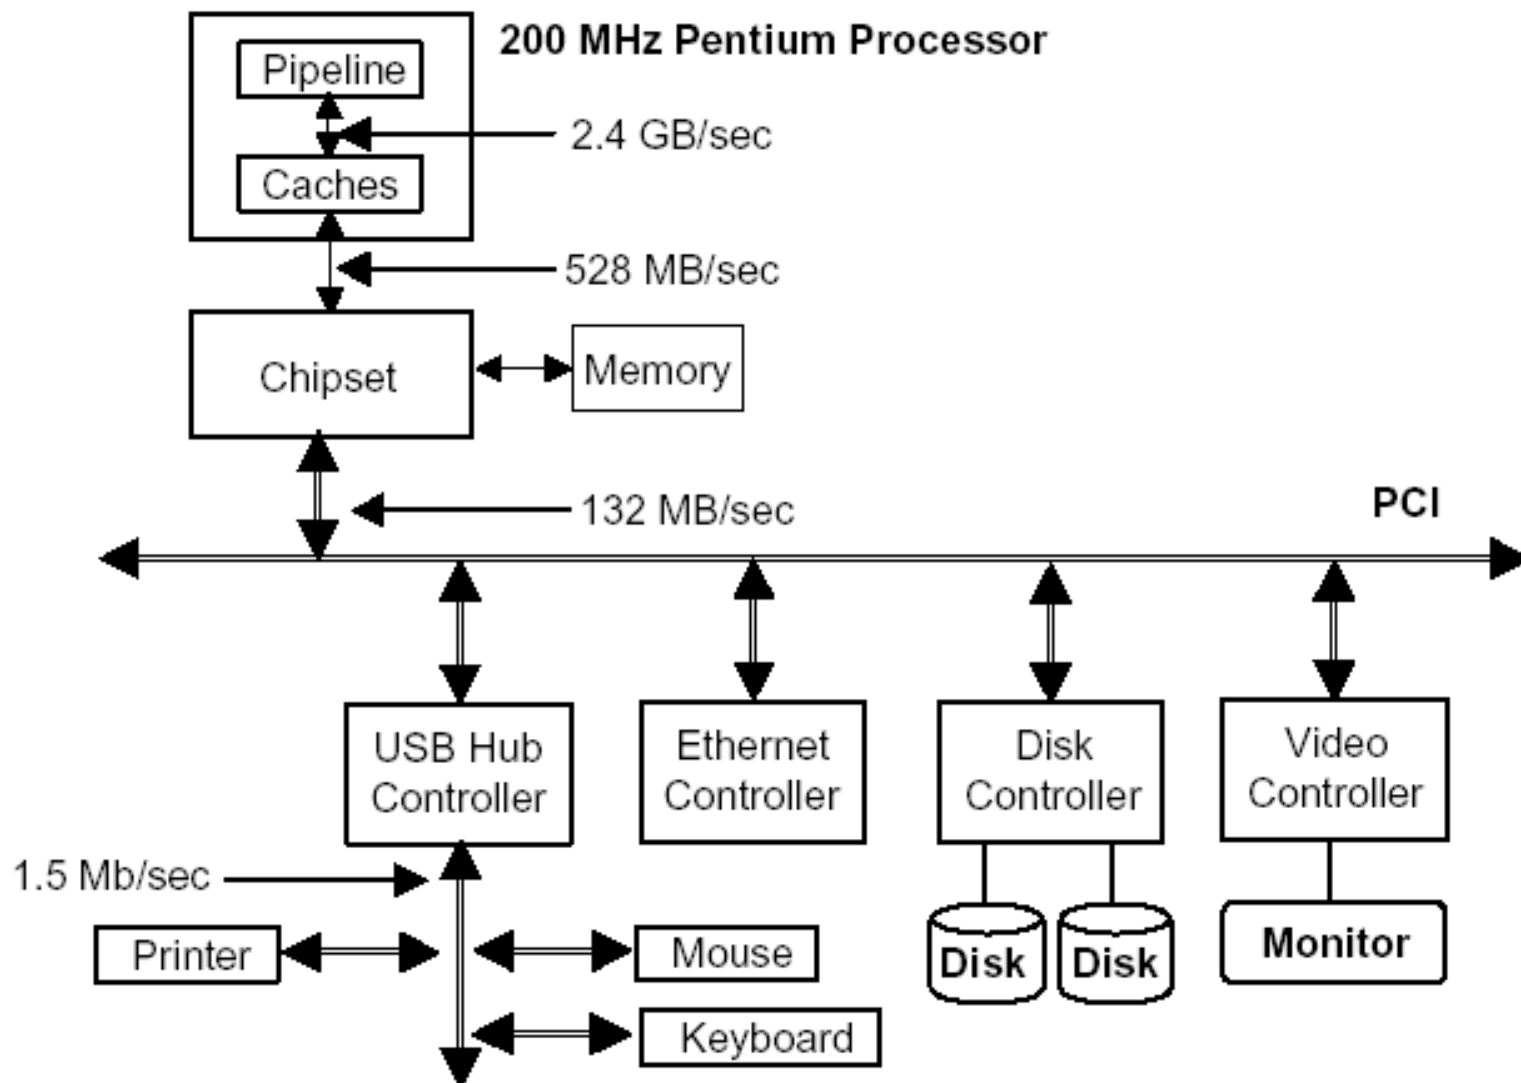 200 MHz Pentium Processor
Pipeline
2.4 GB/sec
Caches
528 MB/sec
Chipset
Memory
132 MB/sec
PCI
USB Hub
Controller
Ethernet
Controller
Disk
Controller
Video
Controller
1.5 Mb/sec
Printer
Mouse
Disk
Disk
Monitor
Keyboard